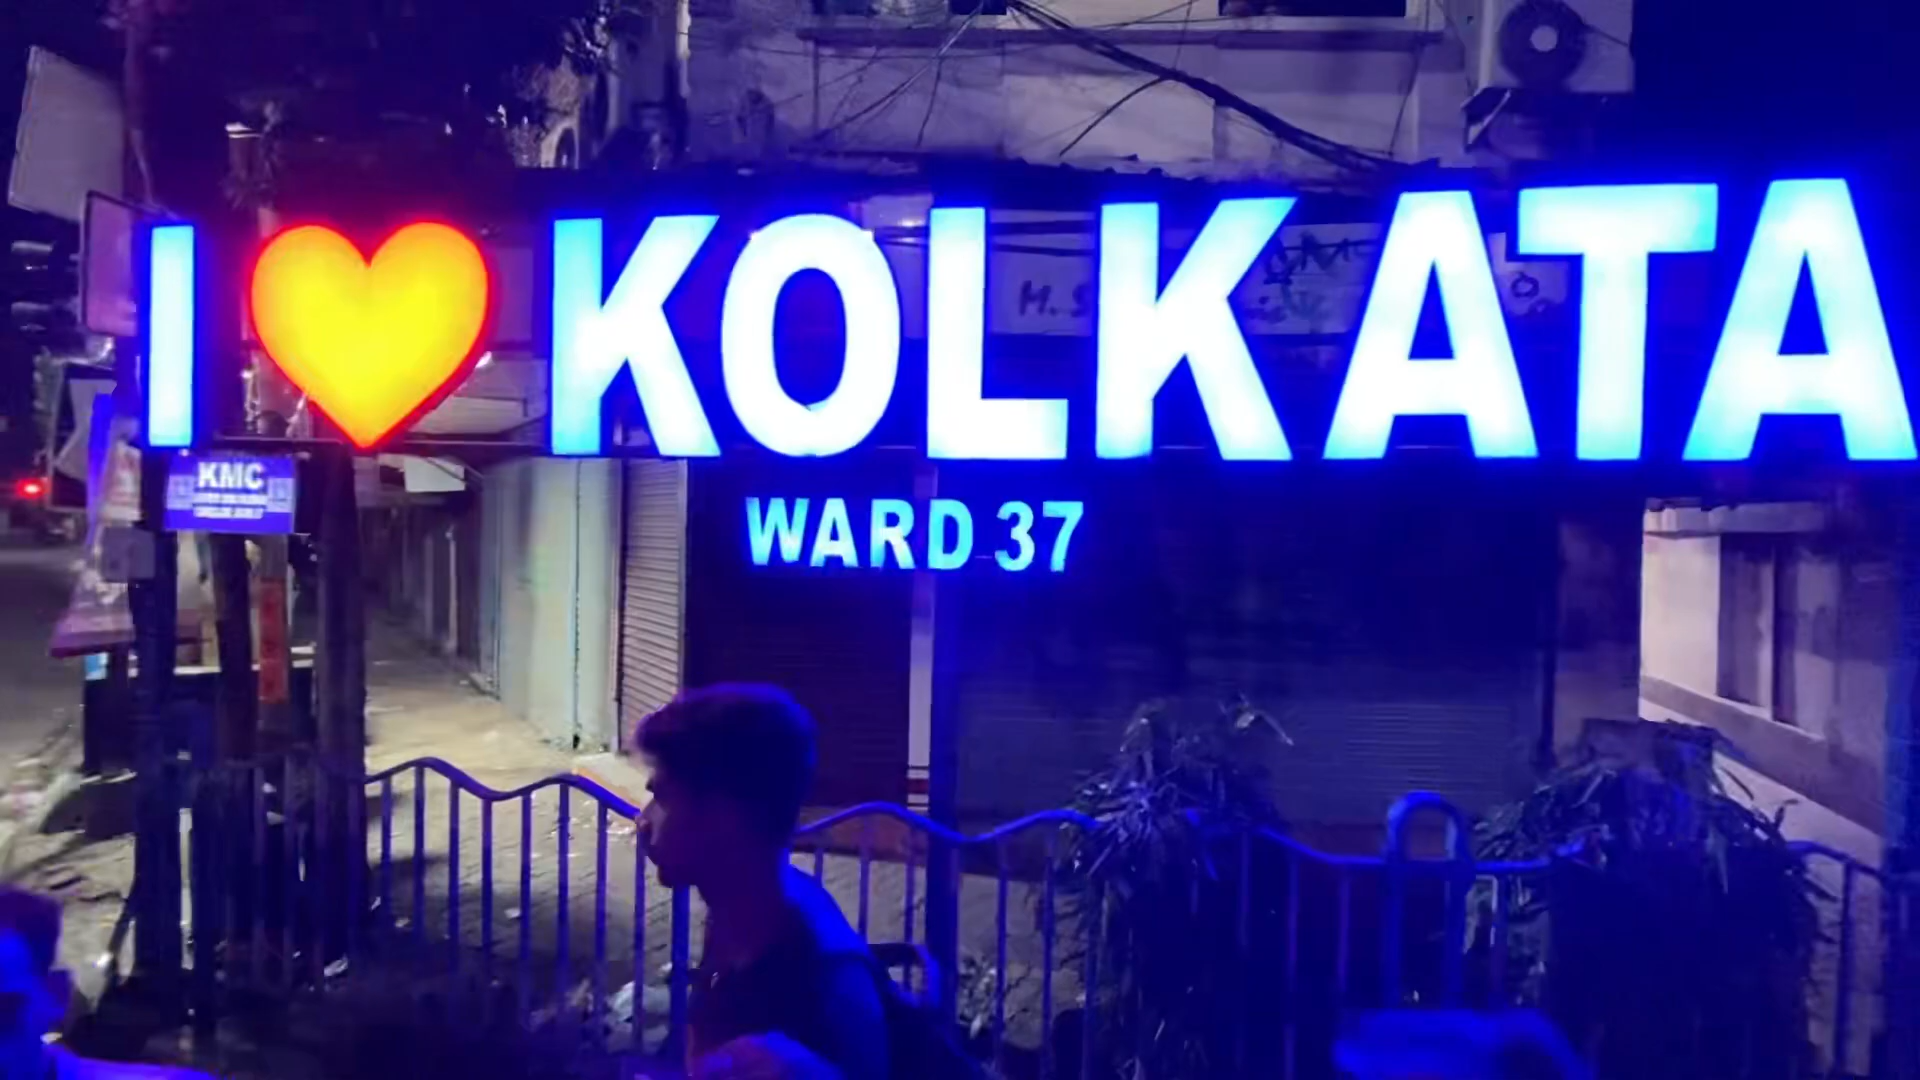 I ❤ KOLKATA
WARD 37
KMC
M. S